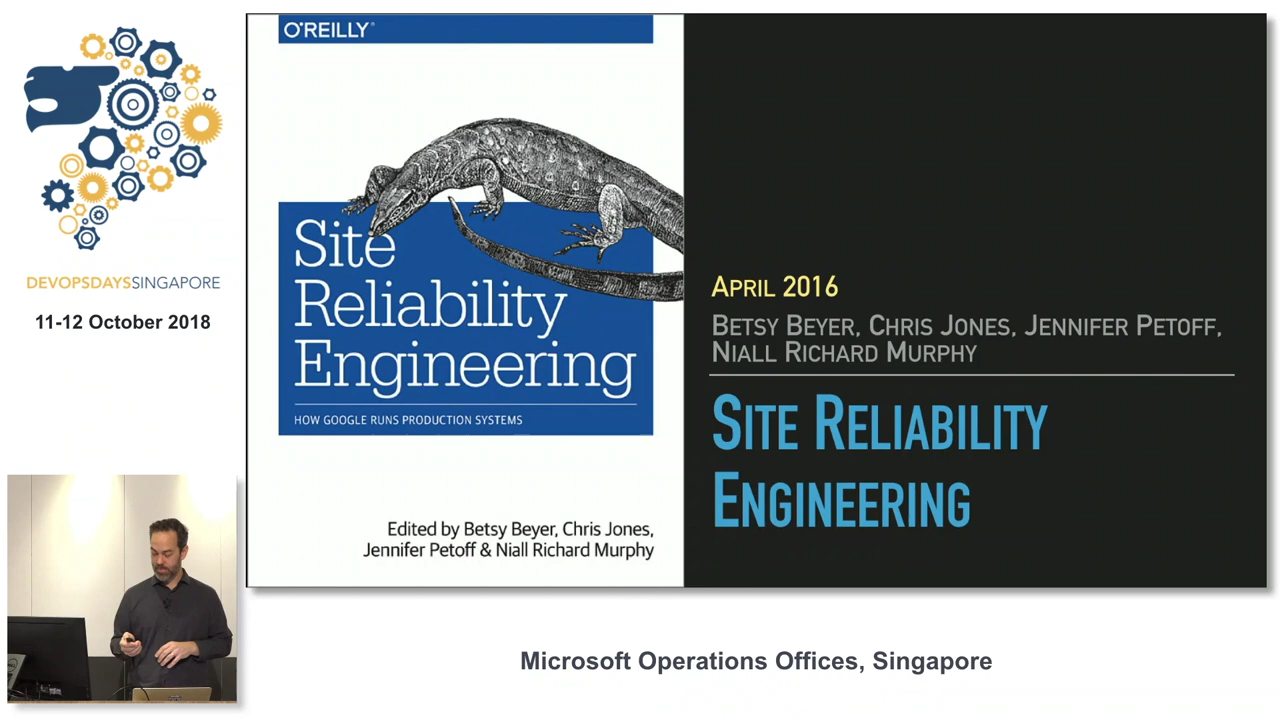 DEVOPSDAYSSINGAPORE
11-12 October 2018
O'REILLY®
Site
Reliability
Engineering
HOW GOOGLE RUNS PRODUCTION SYSTEMS
Edited by Betsy Beyer, Chris Jones,
Jennifer Petoff & Niall Richard Murphy
APRIL 2016
BETSY BEYER, CHRIS JONES, JENNIFER PETOFF,
NIALL RICHARD MURPHY
SITE RELIABILITY
ENGINEERING
Microsoft Operations Offices, Singapore